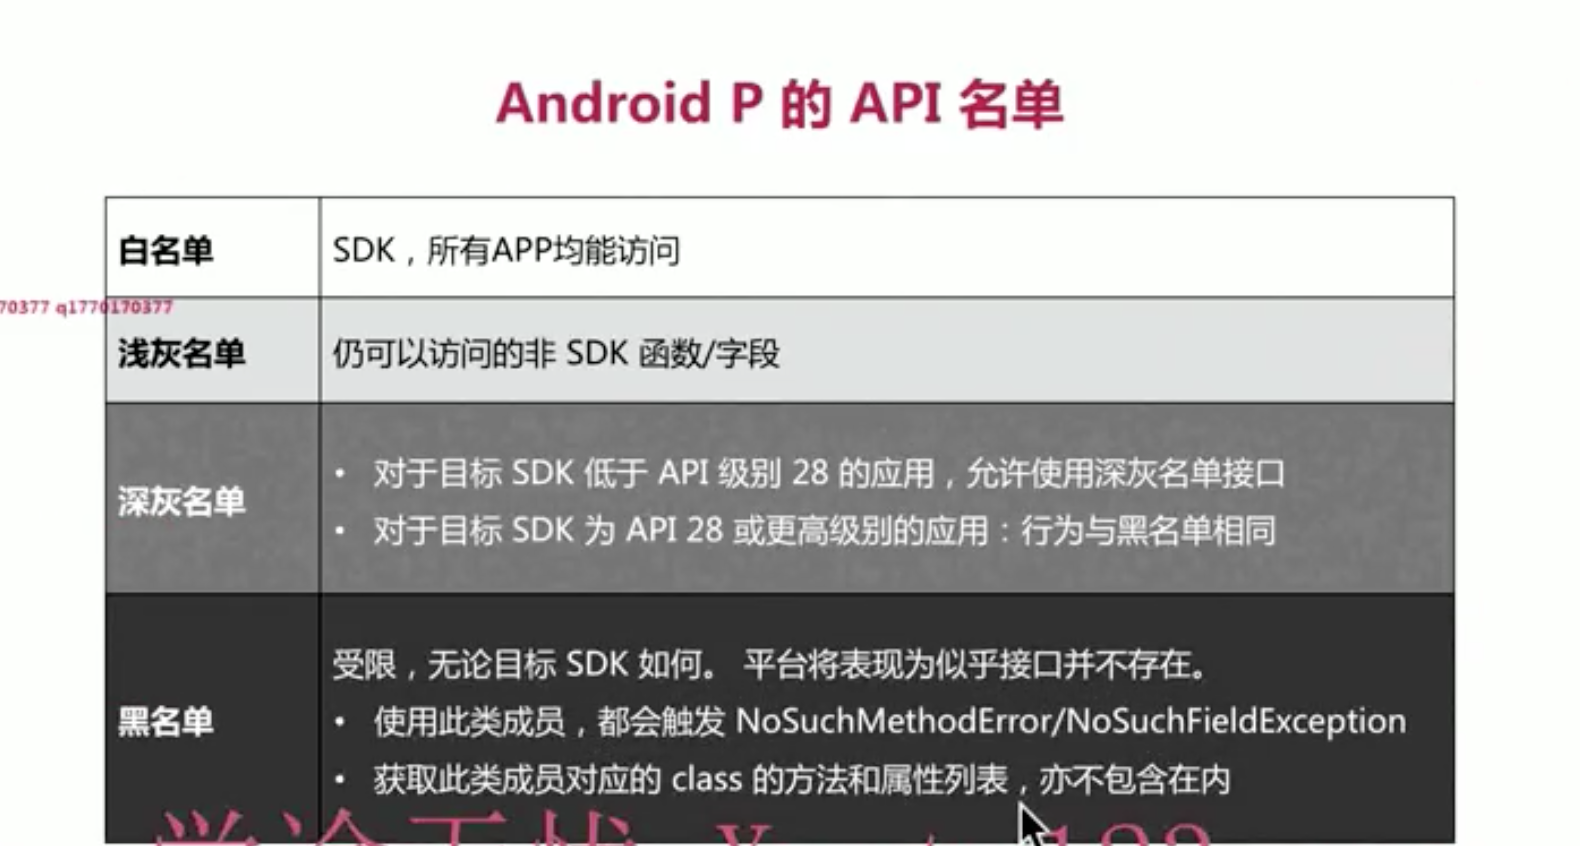 Android P 的 API 名单
白名单
SDK，所有APP均能访问
70377 q1770170377
浅灰名单
仍可以访问的非 SDK 函数/字段
深灰名单
• 对于目标 SDK 低于 API 级别 28 的应用，允许使用深灰名单接口
• 对于目标 SDK 为 API 28 或更高级别的应用：行为与黑名单相同
黑名单
受限，无论目标 SDK 如何。 平台将表现为似乎接口并不存在。
• 使用此类成员，都会触发 NoSuchMethodError/NoSuchFieldException
• 获取此类成员对应的 class 的方法和属性列表，亦不包含在内